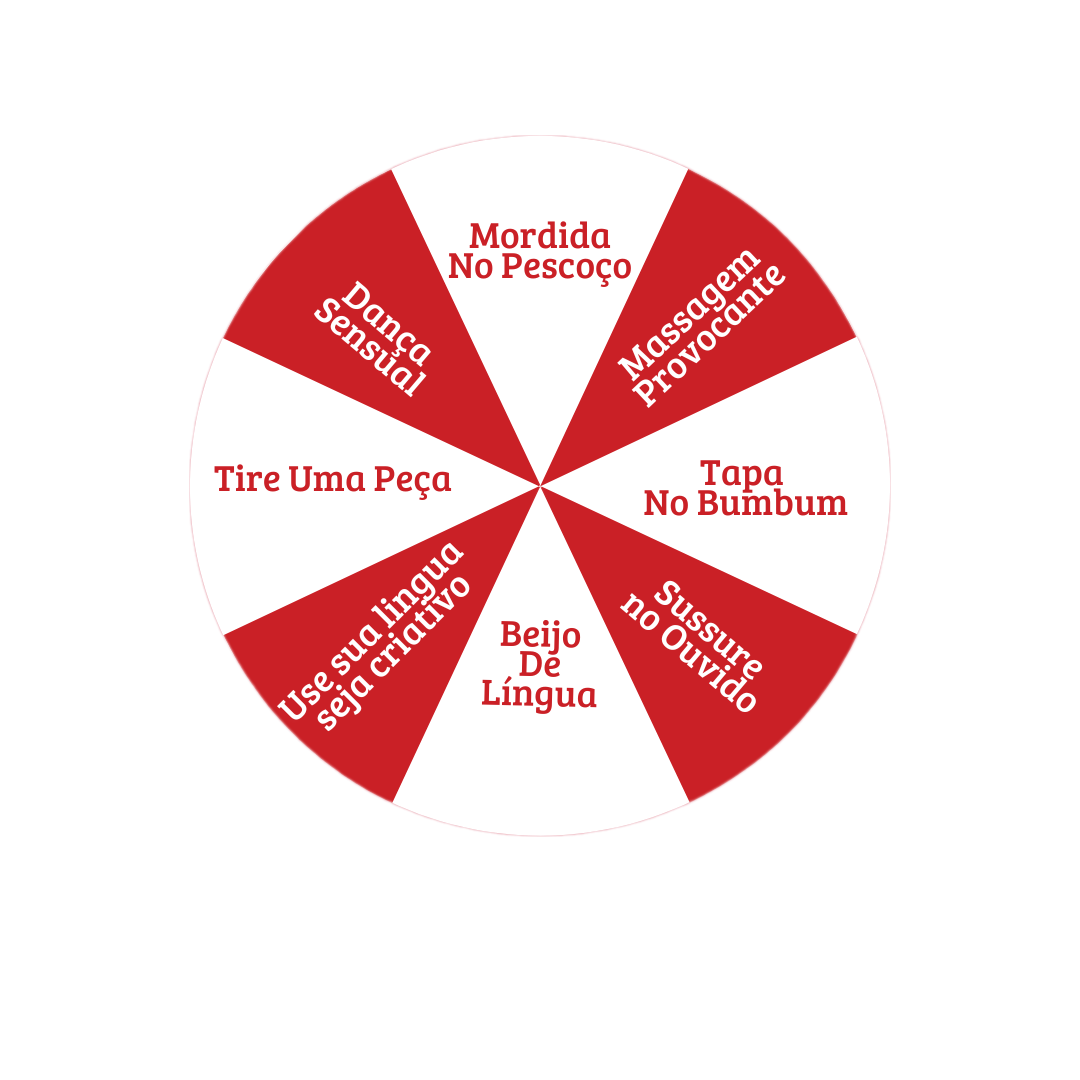 Mordida
No Pescoço
Massagem
Provocante
Tapa
No Bumbum
Sussure
no Ouvido
Beijo
De
Língua
Use sua lingua
seja criativo
Tire Uma Peça
Dança
Sensual